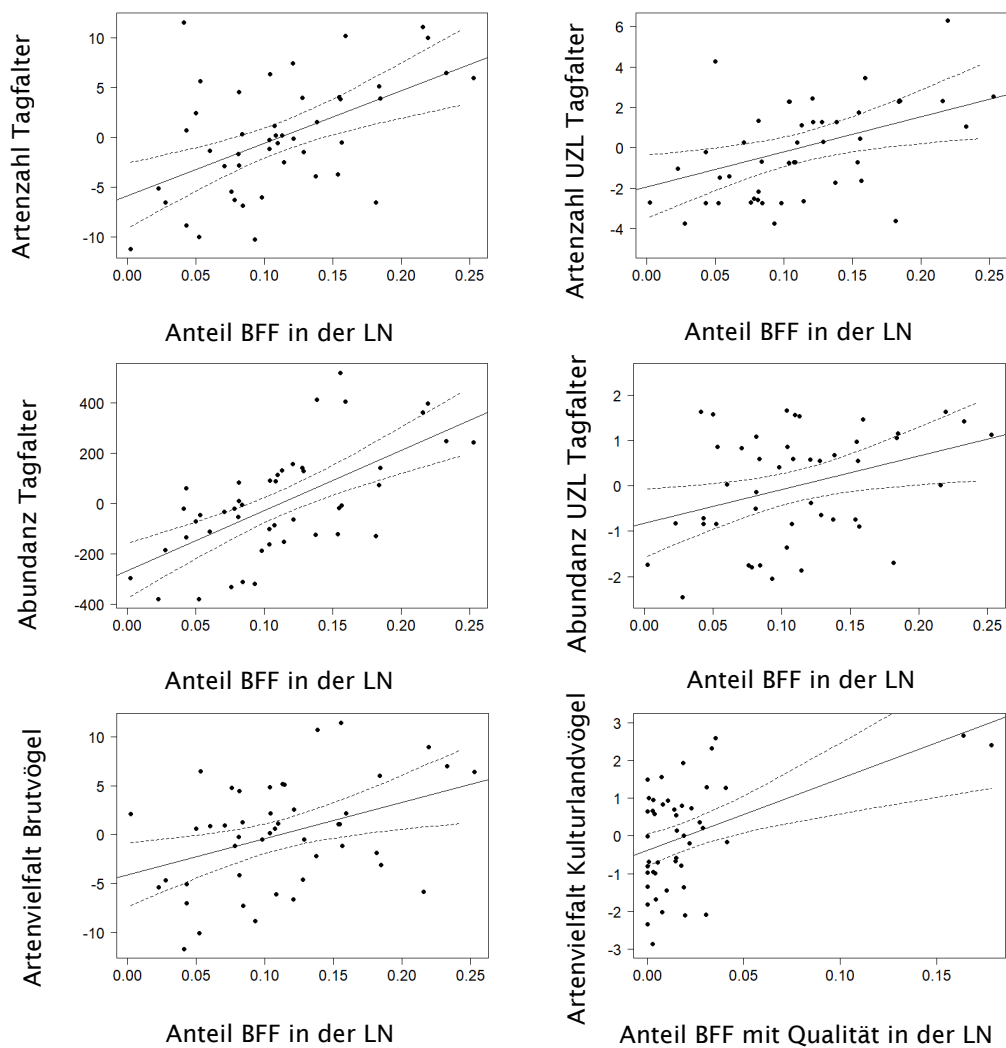 Artenzahl Tagfalter
10
5
0
-5
-10
0.00 0.05 0.10 0.15 0.20 0.25
Anteil BFF in der LN
Artenzahl UZL Tagfalter
6
4
2
0
-2
-4
0.00 0.05 0.10 0.15 0.20 0.25
Anteil BFF in der LN
Abundanz Tagfalter
400
200
0
-200
-400
0.00 0.05 0.10 0.15 0.20 0.25
Anteil BFF in der LN
Abundanz UZL Tagfalter
2
1
0
-1
-2
0.00 0.05 0.10 0.15 0.20 0.25
Anteil BFF in der LN
Artenvielfalt Brutvögel
10
5
0
-5
-10
0.00 0.05 0.10 0.15 0.20 0.25
Anteil BFF in der LN
Artenvielfalt Kulturlandvögel
3
2
1
0
-1
-2
-3
0.00 0.05 0.10 0.15
Anteil BFF mit Qualität in der LN